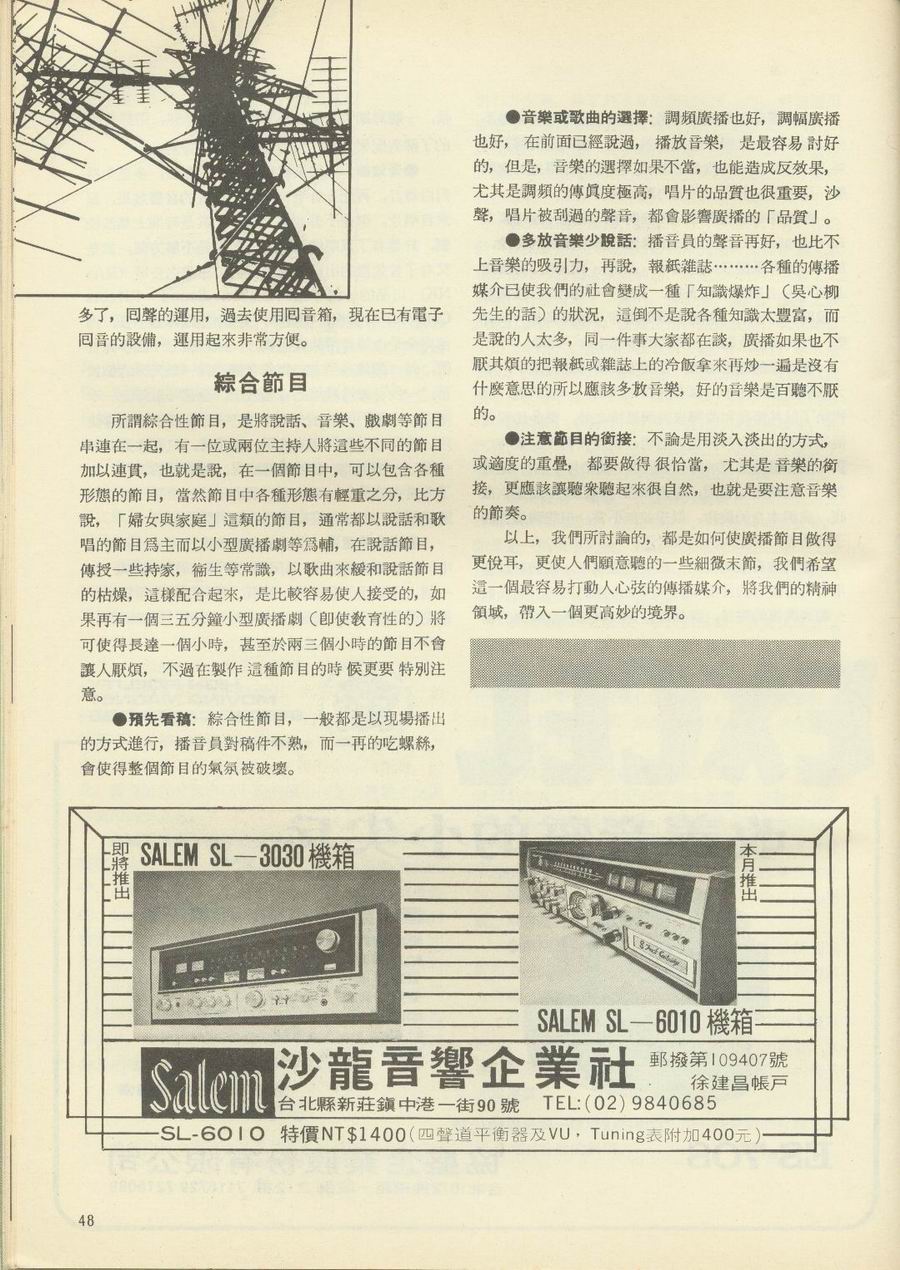 多了，回聲的運用，過去使用回音箱，現在已有電子
回音的設備，運用起來非常方便。
綜合節目
所謂綜合性節目，是將說話、音樂、戲劇等節目
串連在一起，有一位或兩位主持人將這些不同的節目
加以連貫，也就是說，在一個節目中，可以包含各種
形態的節目，當然節目中各種形態有輕重之分，比方
說，「婦女與家庭」這類的節目，通常都以說話和歌
唱的節目爲主而以小型廣播劇等爲輔，在說話節目，
傳授一些持家，衞生等常識，以歌曲來緩和說話節目
的枯燥，這樣配合起來，是比較容易使人接受的，如
果再有一個三五分鐘小型廣播劇（即使教育性的）將
可使得長達一個小時，甚至於兩三個小時的節目不會
讓人厭煩，不過在製作這種節目的時候更要特別注
意。
●預先看稿：綜合性節目，一般都是以現場播出
的方式進行，播音員對稿件不熟，而一再的吃螺絲，
會使得整個節目的氣氛被破壞。
●音樂或歌曲的選擇：調頻廣播也好，調幅廣播
也好，在前面已經說過，播放音樂，是最容易討好
的，但是，音樂的選擇如果不當，也能造成反效果，
尤其是調頻的傳眞度極高，唱片的品質也很重要，沙
聲，唱片被刮過的聲音，都會影響廣播的「品質」。
●多放音樂少說話：播音員的聲音再好，也比不
上音樂的吸引力，再說，報紙雜誌………各種的傳播
媒介已使我們的社會變成一種「知識爆炸」（吳心柳
先生的話）的狀況，這倒不是說各種知識太豐富，而
是說的人太多，同一件事大家都在談，廣播如果也不
厭其煩的把報紙或雜誌上的冷飯拿來再炒一遍是沒有
什麼意思的所以應該多放音樂，好的音樂是百聽不厭
的。
●注意節目的銜接：不論是用淡入淡出的方式，
或適度的重疊，都要做得很恰當，尤其是音樂的銜
接，更應該讓聽衆聽起來很自然，也就是要注意音樂
的節奏。
以上，我們所討論的，都是如何使廣播節目做得
更悅耳，更使人們願意聽的一些細微末節，我們希望
這一個最容易打動人心弦的傳播媒介，將我們的精神
領域，帶入一個更高妙的境界。
即將推出
SALEM SL—3030機箱
本月推出
SALEM SL—6010機箱
Salem
沙龍音響企業社
郵撥第109407號
徐建昌帳戶
台北縣新莊鎭中港一街90號 TEL:(02)9840685
SL-6010 特價NT$1400(四聲道平衡器及VU，Tuning表附加400元)
48